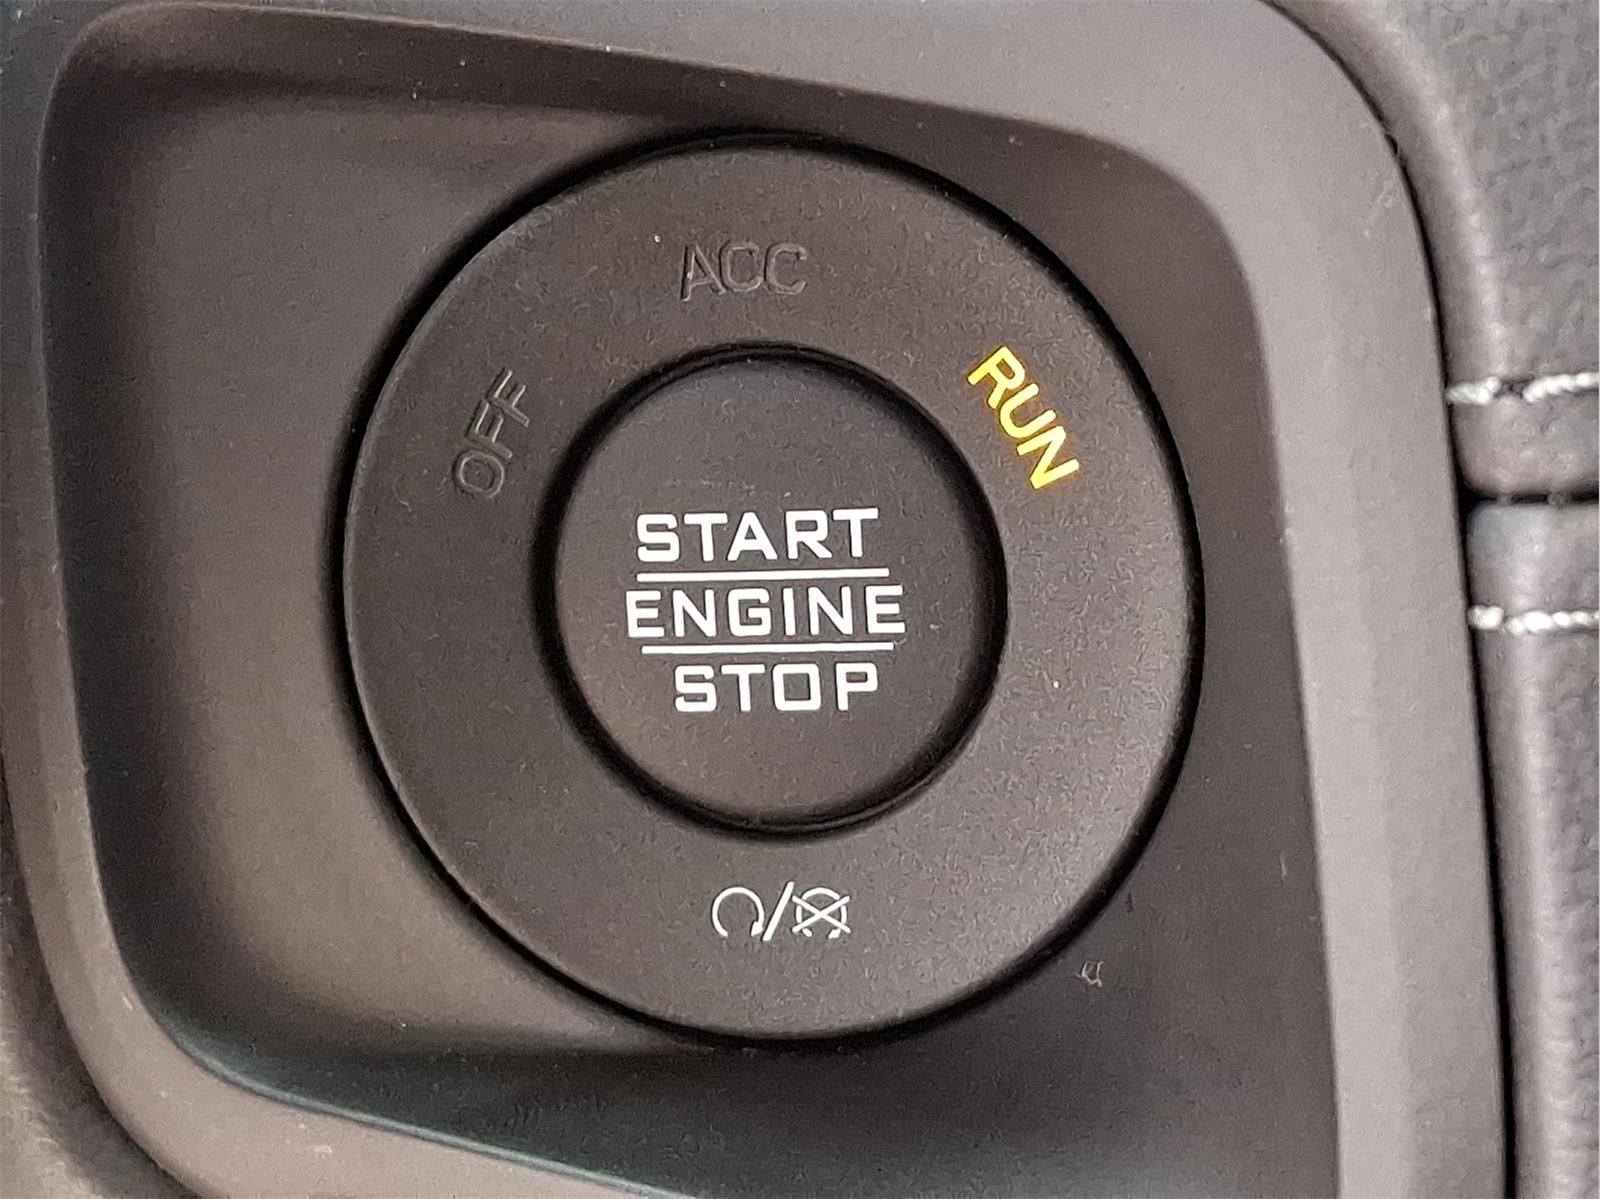 ACC
OFF
RUN
START
ENGINE
STOP